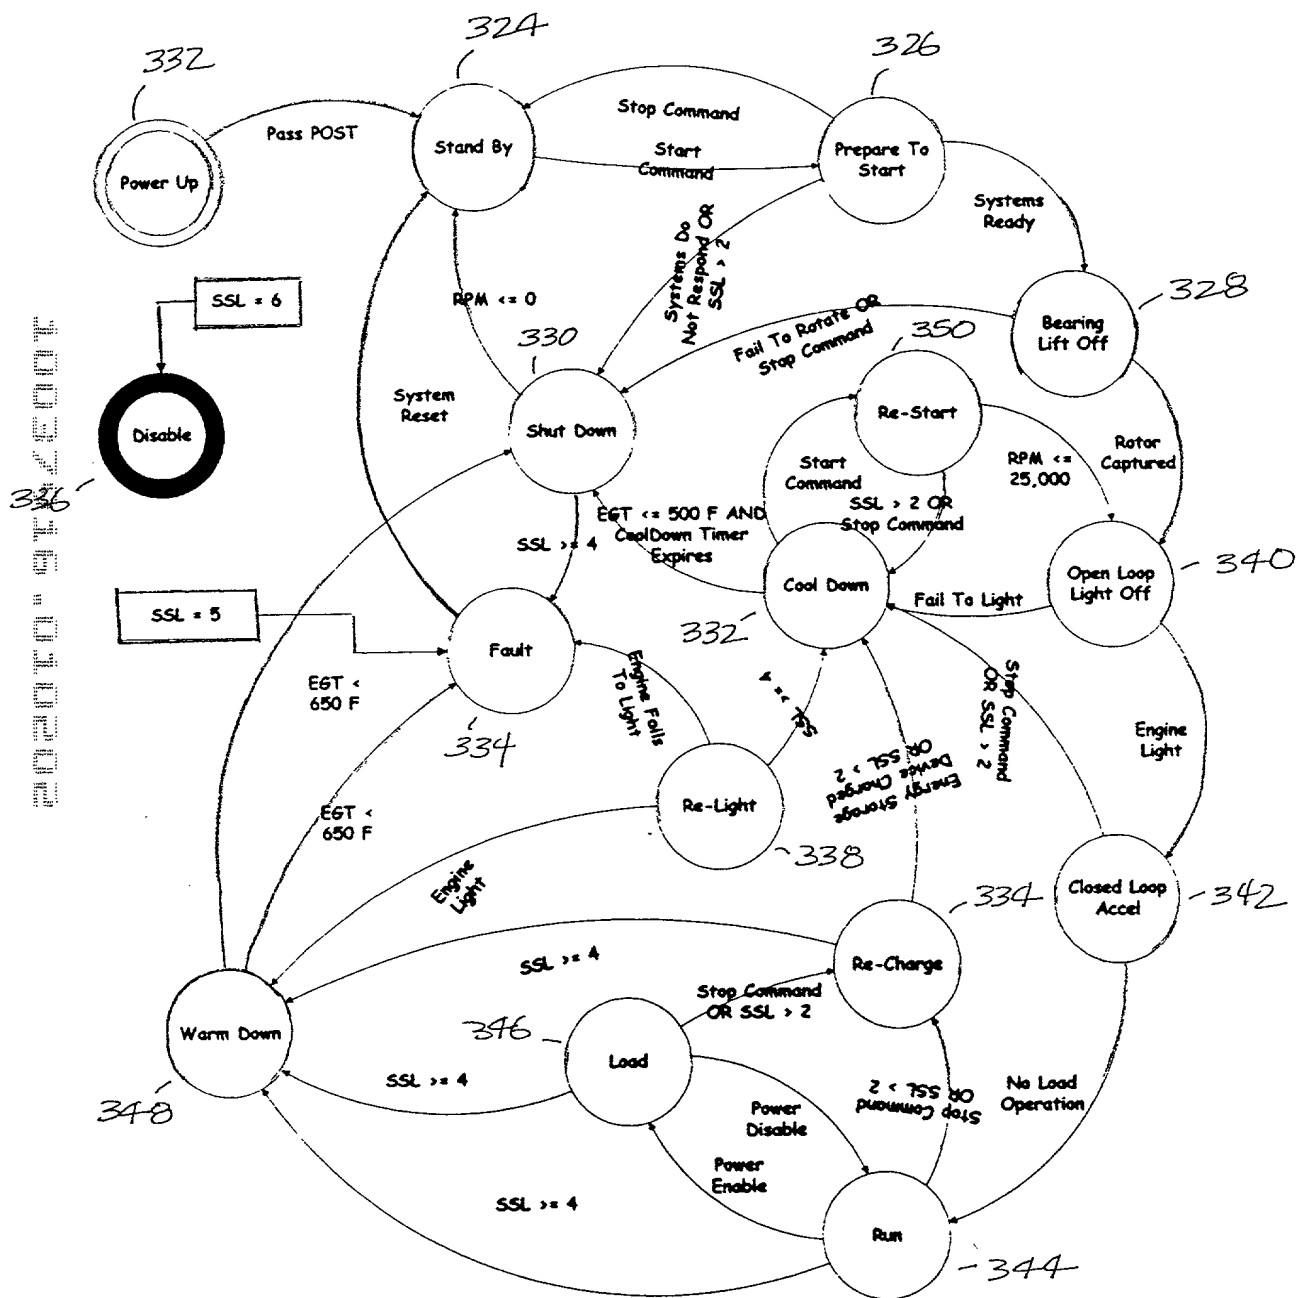 332
324
326
Pass POST
Stop Command
Stand By
Start
Command
Prepare To
Start
Power Up
Systems
Ready
Systems Do
Not Respond OR
SSL > 2
SSL = 6
RPM <= 0
328
330
Fail To Rotate OR
Stop Command
350
Bearing
Lift Off
Disable
336
System
Reset
Shut Down
Re-Start
Start
Command
RPM <=
25,000
Rotor
Captured
EGT <= 500 F AND
CoolDown Timer
Expires
SSL > 2 OR
Stop Command
SSL >= 4
Cool Down
Open Loop
Light Off
340
SSL = 5
Fail To Light
332
Fault
334
Engine Fails
To Light
SSL >= 4
EGT <
650 F
Stop Command
OR SSL > 2
Engine
Light
Energy Storage
Device Charged
OR SSL > 2
EGT <
650 F
Re-Light
338
Engine
Light
Closed Loop
Accel
342
334
Re-Charge
SSL >= 4
Stop Command
OR SSL > 2
Warm Down
348
346
Load
SSL >= 4
Stop Command
OR SSL > 2
No Load
Operation
Power
Disable
Power
Enable
SSL >= 4
Run
344
10037916.010202